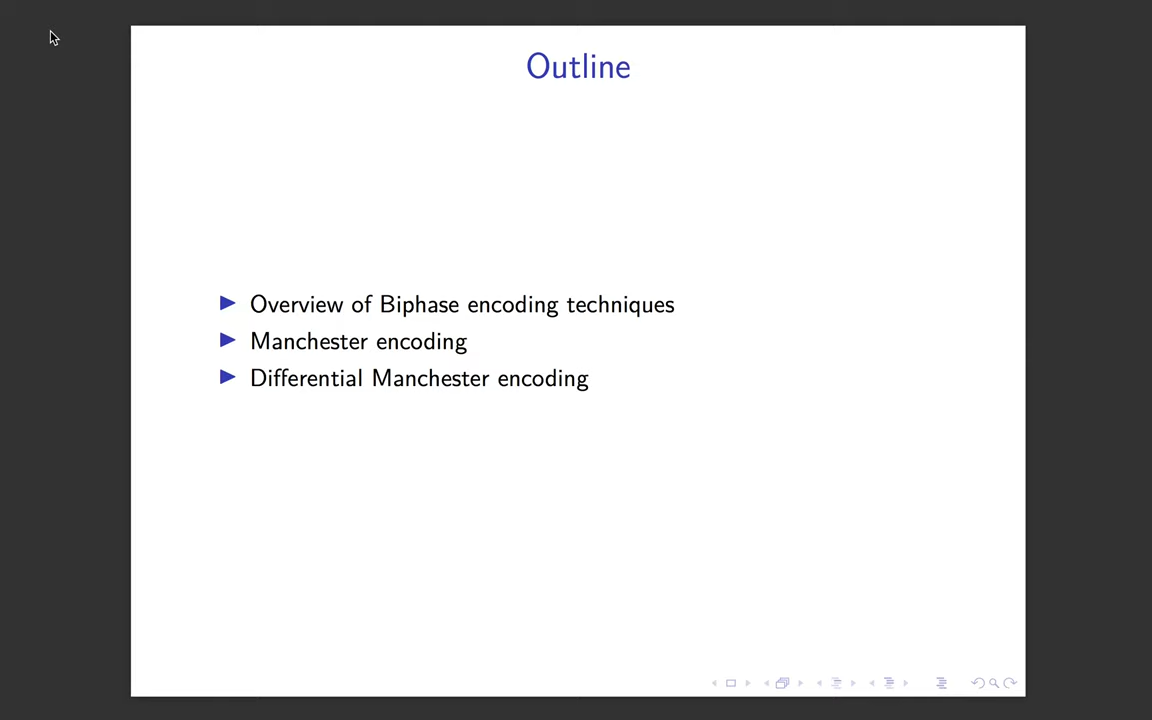 Outline
Overview of Biphase encoding techniques
Manchester encoding
Differential Manchester encoding